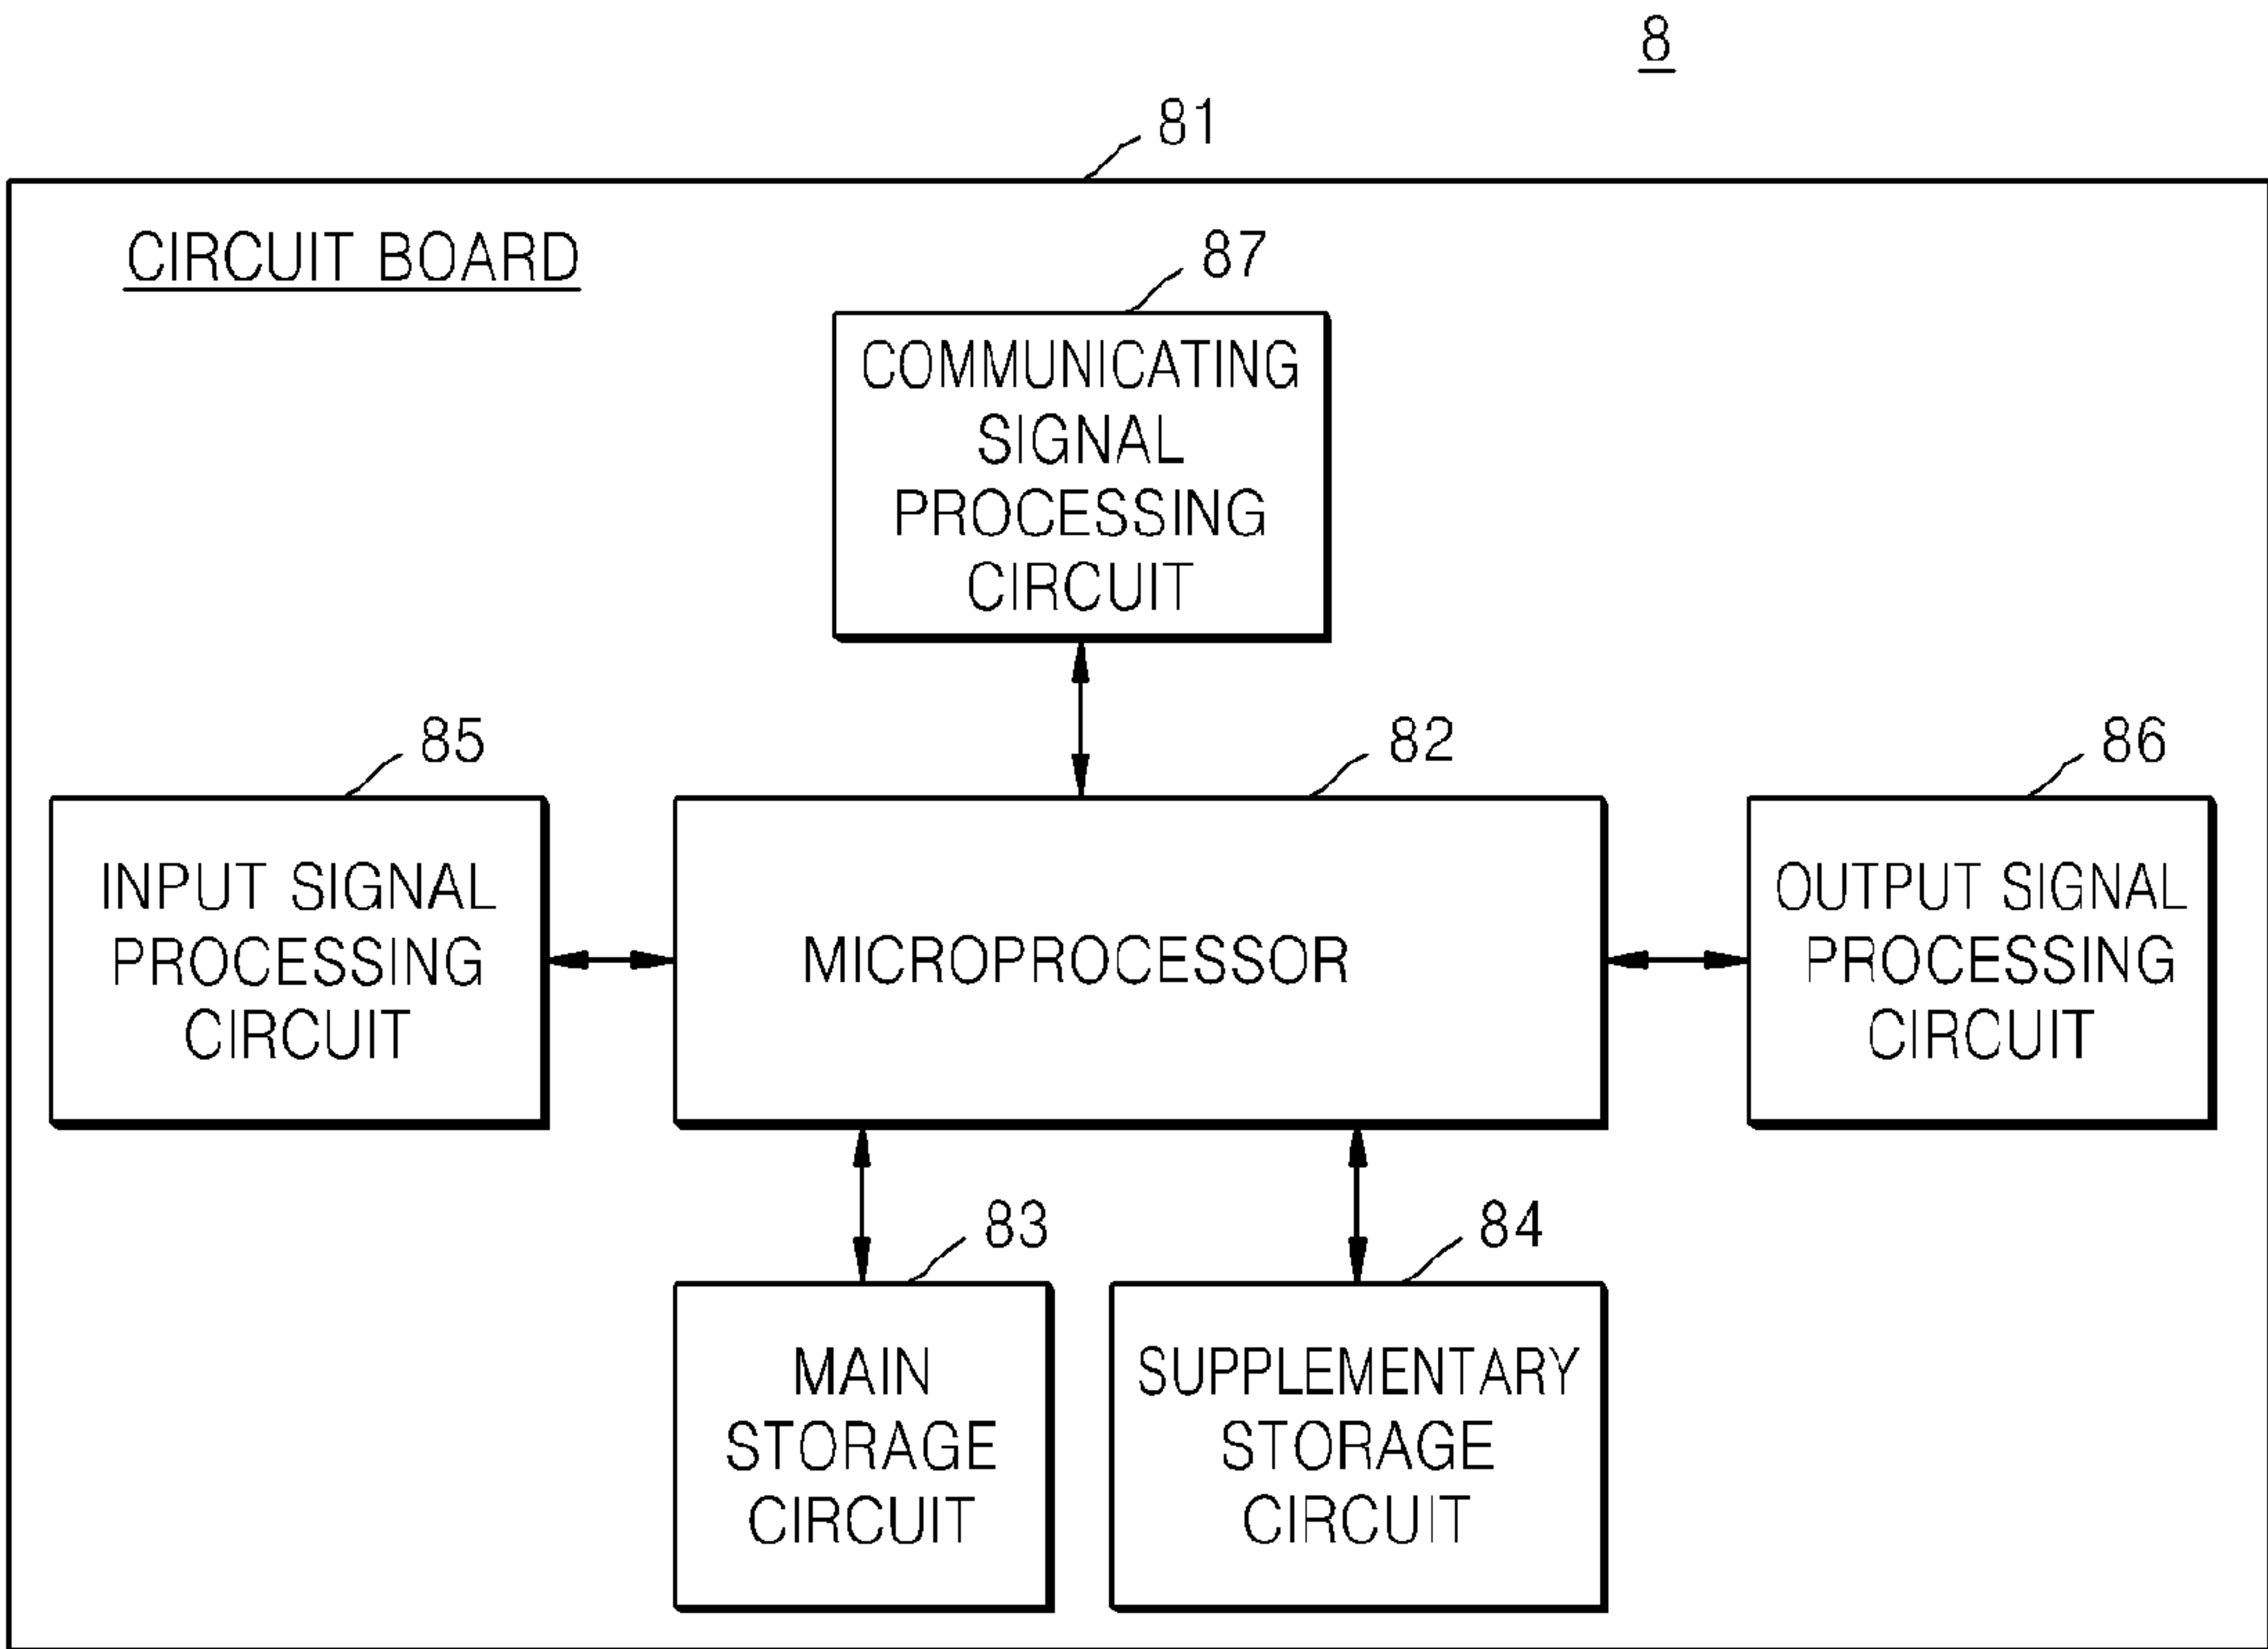 8
81
CIRCUIT BOARD
87
COMMUNICATING
SIGNAL
PROCESSING
CIRCUIT
85
82
86
INPUT SIGNAL
PROCESSING
CIRCUIT
MICROPROCESSOR
OUTPUT SIGNAL
PROCESSING
CIRCUIT
83
84
MAIN
STORAGE
CIRCUIT
SUPPLEMENTARY
STORAGE
CIRCUIT